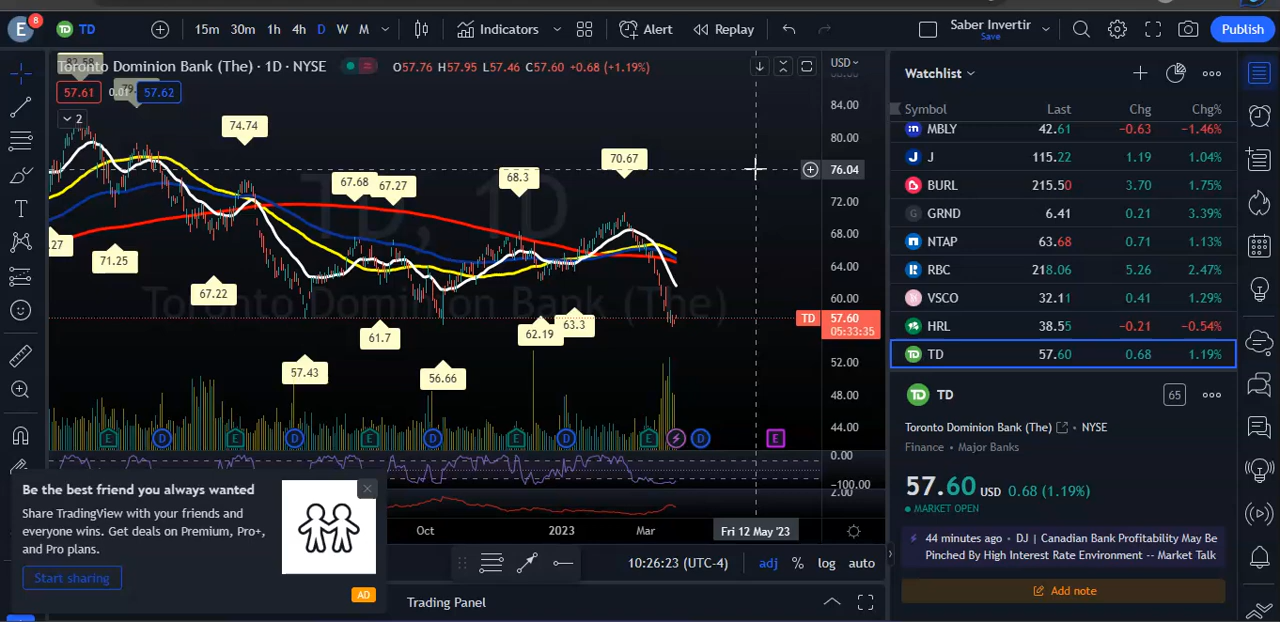 E
8
TD
15m 30m 1h 4h D W M
Indicators
Alert
Replay
Saber Invertir
Save
Publish
Toronto Dominion Bank (The) · 1D · NYSE
O57.76 H57.95 L57.46 C57.60 +0.68 (+1.19%)
57.61
57.62
2
USD
84.00
80.00
76.04
72.00
68.00
64.00
60.00
TD 57.60
05:33:35
52.00
48.00
44.00
0.00
−100.00
2.00
TD, 1D
Toronto Dominion Bank (The)
74.74
67.68
67.27
68.3
70.67
71.25
67.22
57.43
61.7
56.66
62.19
63.3
E D E D E D E D E D E
Oct
2023
Mar
Fri 12 May '23
10:26:23 (UTC-4)
adj % log auto
Trading Panel
Be the best friend you always wanted
Share TradingView with your friends and
everyone wins. Get deals on Premium, Pro+,
and Pro plans.
Start sharing
AD
Watchlist
Symbol Last Chg Chg%
MBLY 42.61 −0.63 −1.46%
J 115.22 1.19 1.04%
BURL 215.50 3.70 1.75%
GRND 6.41 0.21 3.39%
NTAP 63.68 0.71 1.13%
RBC 218.06 5.26 2.47%
VSCO 32.11 0.41 1.29%
HRL 38.55 −0.21 −0.54%
TD 57.60 0.68 1.19%
TD
65
Toronto Dominion Bank (The) • NYSE
Finance • Major Banks
57.60 USD 0.68 (1.19%)
MARKET OPEN
44 minutes ago • DJ | Canadian Bank Profitability May Be
Pinched By High Interest Rate Environment -- Market Talk
Add note